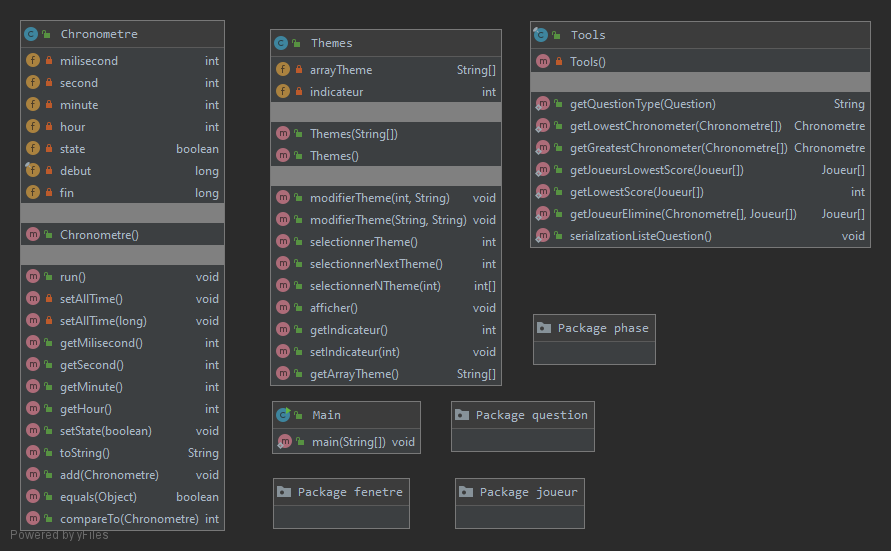 Chronometre
milisecond int
second int
minute int
hour int
state boolean
debut long
fin long
Chronometre()
run() void
setAllTime() void
setAllTime(long) void
getMilisecond() int
getSecond() int
getMinute() int
getHour() int
setState(boolean) void
toString() String
add(Chronometre) void
equals(Object) boolean
compareTo(Chronometre) int
Themes
arrayTheme String[]
indicateur int
Themes(String[])
Themes()
modifierTheme(int, String) void
modifierTheme(String, String) void
selectionnerTheme() int
selectionnerNextTheme() int
selectionnerNTheme(int) int[]
afficher() void
getIndicateur() int
setIndicateur(int) void
getArrayTheme() String[]
Tools
Tools()
getQuestionType(Question) String
getLowestChronometer(Chronometre[]) Chronometre
getGreatestChronometer(Chronometre[]) Chronometre
getJoueursLowestScore(Joueur[]) Joueur[]
getLowestScore(Joueur[]) int
getJoueurElimine(Chronometre[], Joueur[]) Joueur[]
serializationListeQuestion() void
Package phase
Main
main(String[]) void
Package question
Package fenetre
Package joueur
Powered by yFiles